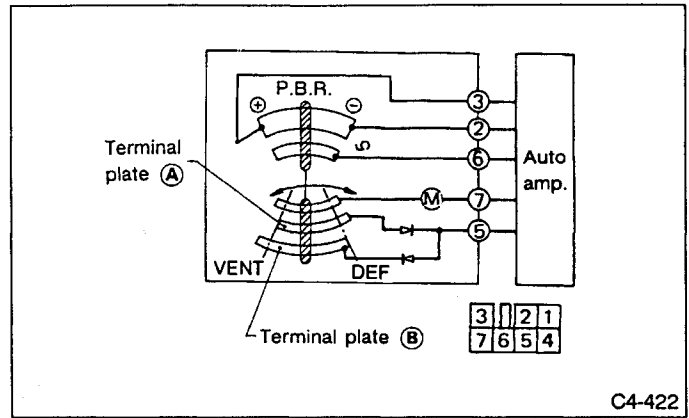 P.B.R.
⊕ ⊖
Terminal
plate Ⓐ
5
VENT
DEF
Terminal plate Ⓑ
Ⓜ
③
②
⑥
⑦
⑤
Auto
amp.
3 2 1
7 6 5 4
C4-422